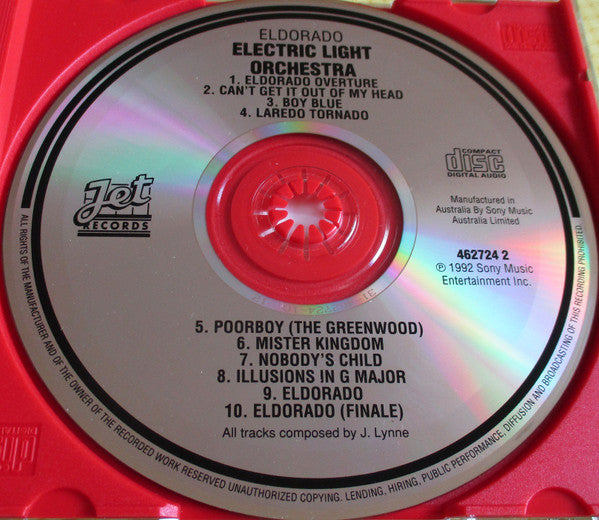 ELDORADO
ELECTRIC LIGHT
ORCHESTRA
1. ELDORADO OVERTURE
2. CAN'T GET IT OUT OF MY HEAD
3. BOY BLUE
4. LAREDO TORNADO
Jet
RECORDS
COMPACT
disc
DIGITAL AUDIO
Manufactured in
Australia By Sony Music
Australia Limited
462724 2
℗ 1992 Sony Music
Entertainment Inc.
5. POORBOY (THE GREENWOOD)
6. MISTER KINGDOM
7. NOBODY'S CHILD
8. ILLUSIONS IN G MAJOR
9. ELDORADO
10. ELDORADO (FINALE)
All tracks composed by J. Lynne
ALL RIGHTS OF THE MANUFACTURER AND OF THE OWNER OF THE RECORDED WORK RESERVED UNAUTHORIZED COPYING. LENDING, HIRING, PUBLIC PERFORMANCE, DIFFUSION AND BROADCASTING OF THIS RECORDING PROHIBITED.